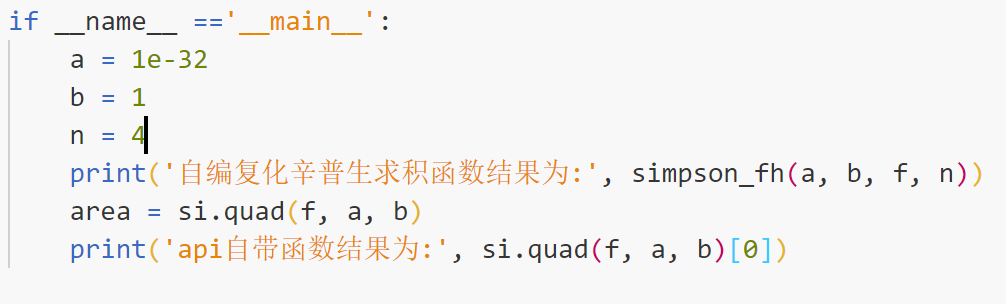 if __name__ =='__main__':
    a = 1e-32
    b = 1
    n = 4
    print('自编复化辛普生求积函数结果为:', simpson_fh(a, b, f, n))
    area = si.quad(f, a, b)
    print('api自带函数结果为:', si.quad(f, a, b)[0])